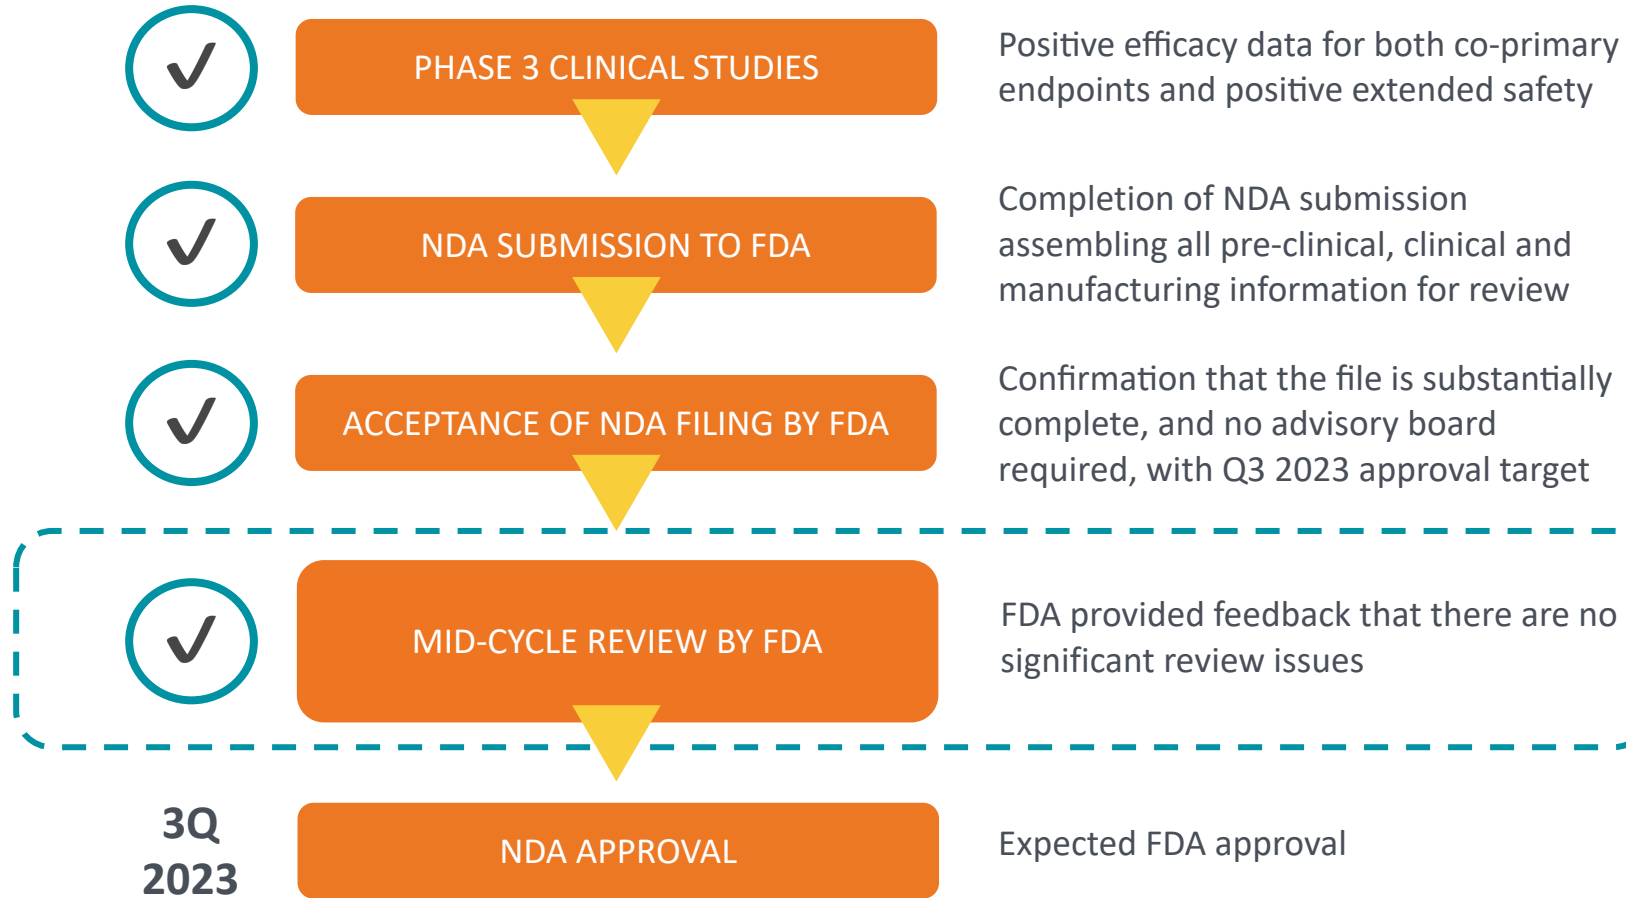 PHASE 3 CLINICAL STUDIES
Positive efficacy data for both co-primary
endpoints and positive extended safety
NDA SUBMISSION TO FDA
Completion of NDA submission
assembling all pre-clinical, clinical and
manufacturing information for review
ACCEPTANCE OF NDA FILING BY FDA
Confirmation that the file is substantially
complete, and no advisory board
required, with Q3 2023 approval target
MID-CYCLE REVIEW BY FDA
FDA provided feedback that there are no
significant review issues
3Q
2023
NDA APPROVAL
Expected FDA approval